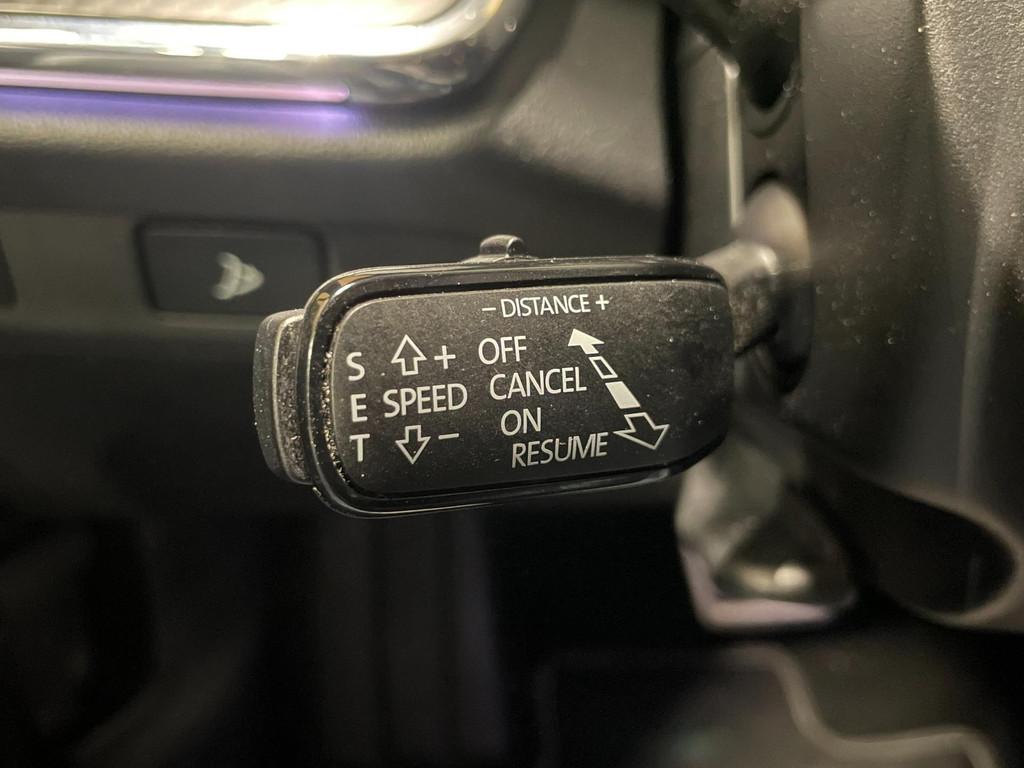 – DISTANCE +
S + OFF
CANCEL
E SPEED
ON
T –
RESUME